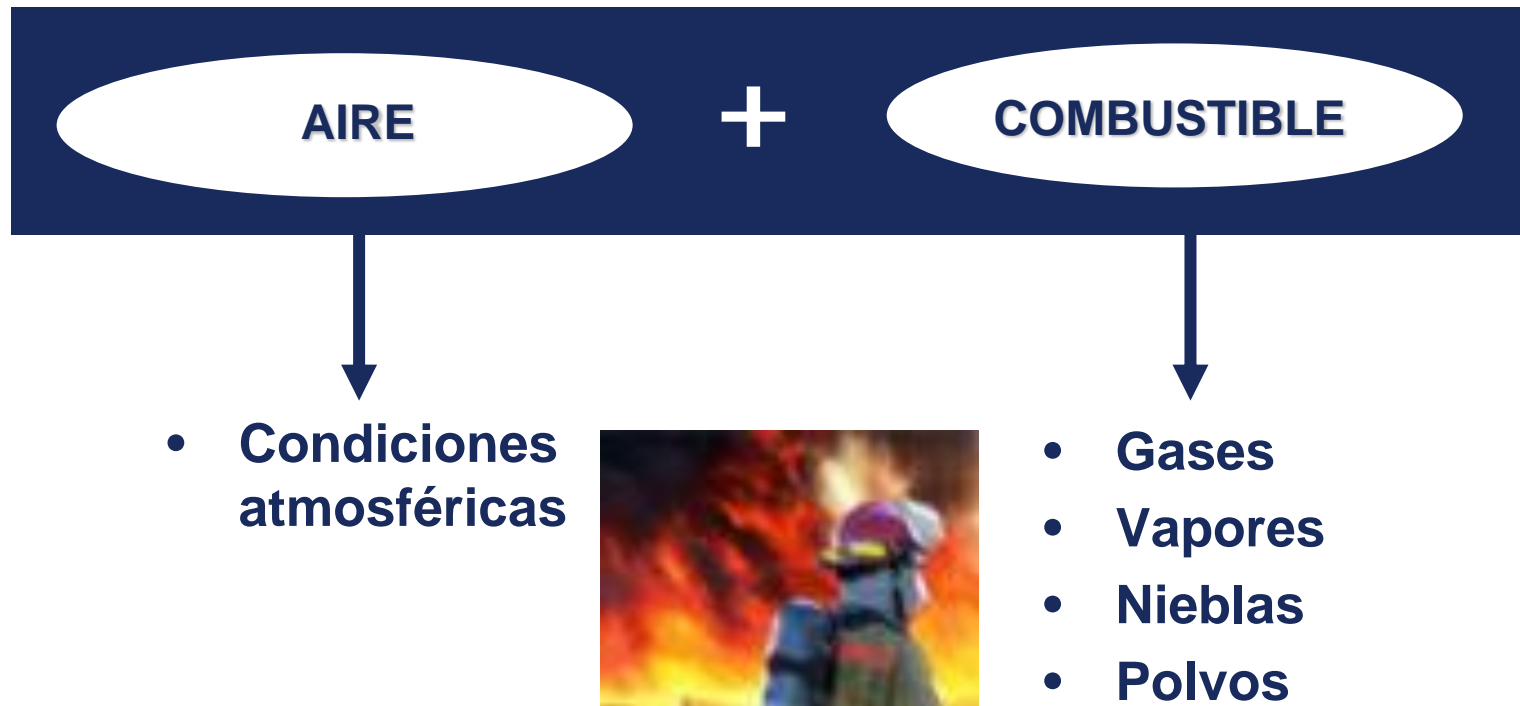 AIRE
+
COMBUSTIBLE
• Condiciones
atmosféricas
• Gases
• Vapores
• Nieblas
• Polvos